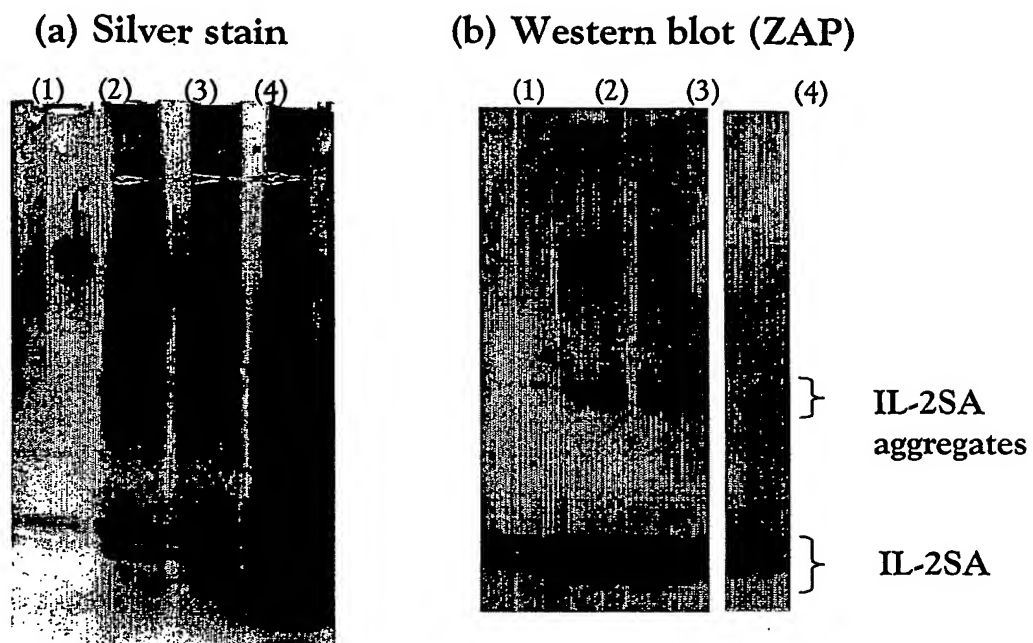 (a) Silver stain
(b) Western blot (ZAP)
(1) (2) (3) (4)
(1) (2) (3) (4)
IL-2SA
aggregates
IL-2SA